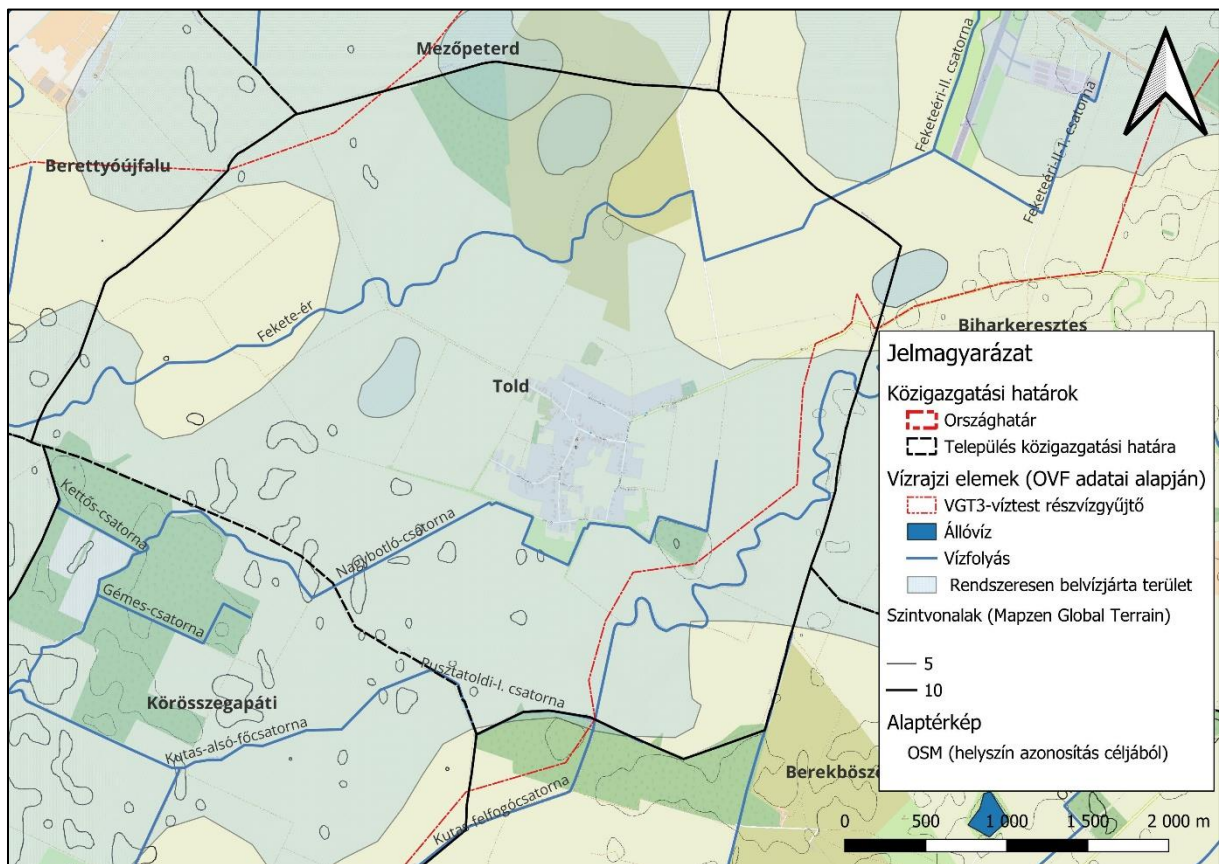 Mezőpeterd
Feketeéri-II. csatorna
Feketeéri-II-1. csatorna
Berettyóújfalu
Fekete-ér
Biharkeresztes
Told
Kettős-csatorna
Nagybotló-csatorna
Gémes-csatorna
Pusztatoldi-I. csatorna
Körösszegapáti
Kutas-alsó-főcsatorna
Kutas-felfogócsatorna
Berekbösz
Jelmagyarázat
Közigazgatási határok
Országhatár
Település közigazgatási határa
Vízrajzi elemek (OVF adatai alapján)
VGT3-víztest részvízgyűjtő
Állóvíz
Vízfolyás
Rendszeresen belvízjárta terület
Szintvonalak (Mapzen Global Terrain)
5
10
Alaptérkép
OSM (helyszín azonosítás céljából)
0 500 1 000 1 500 2 000 m